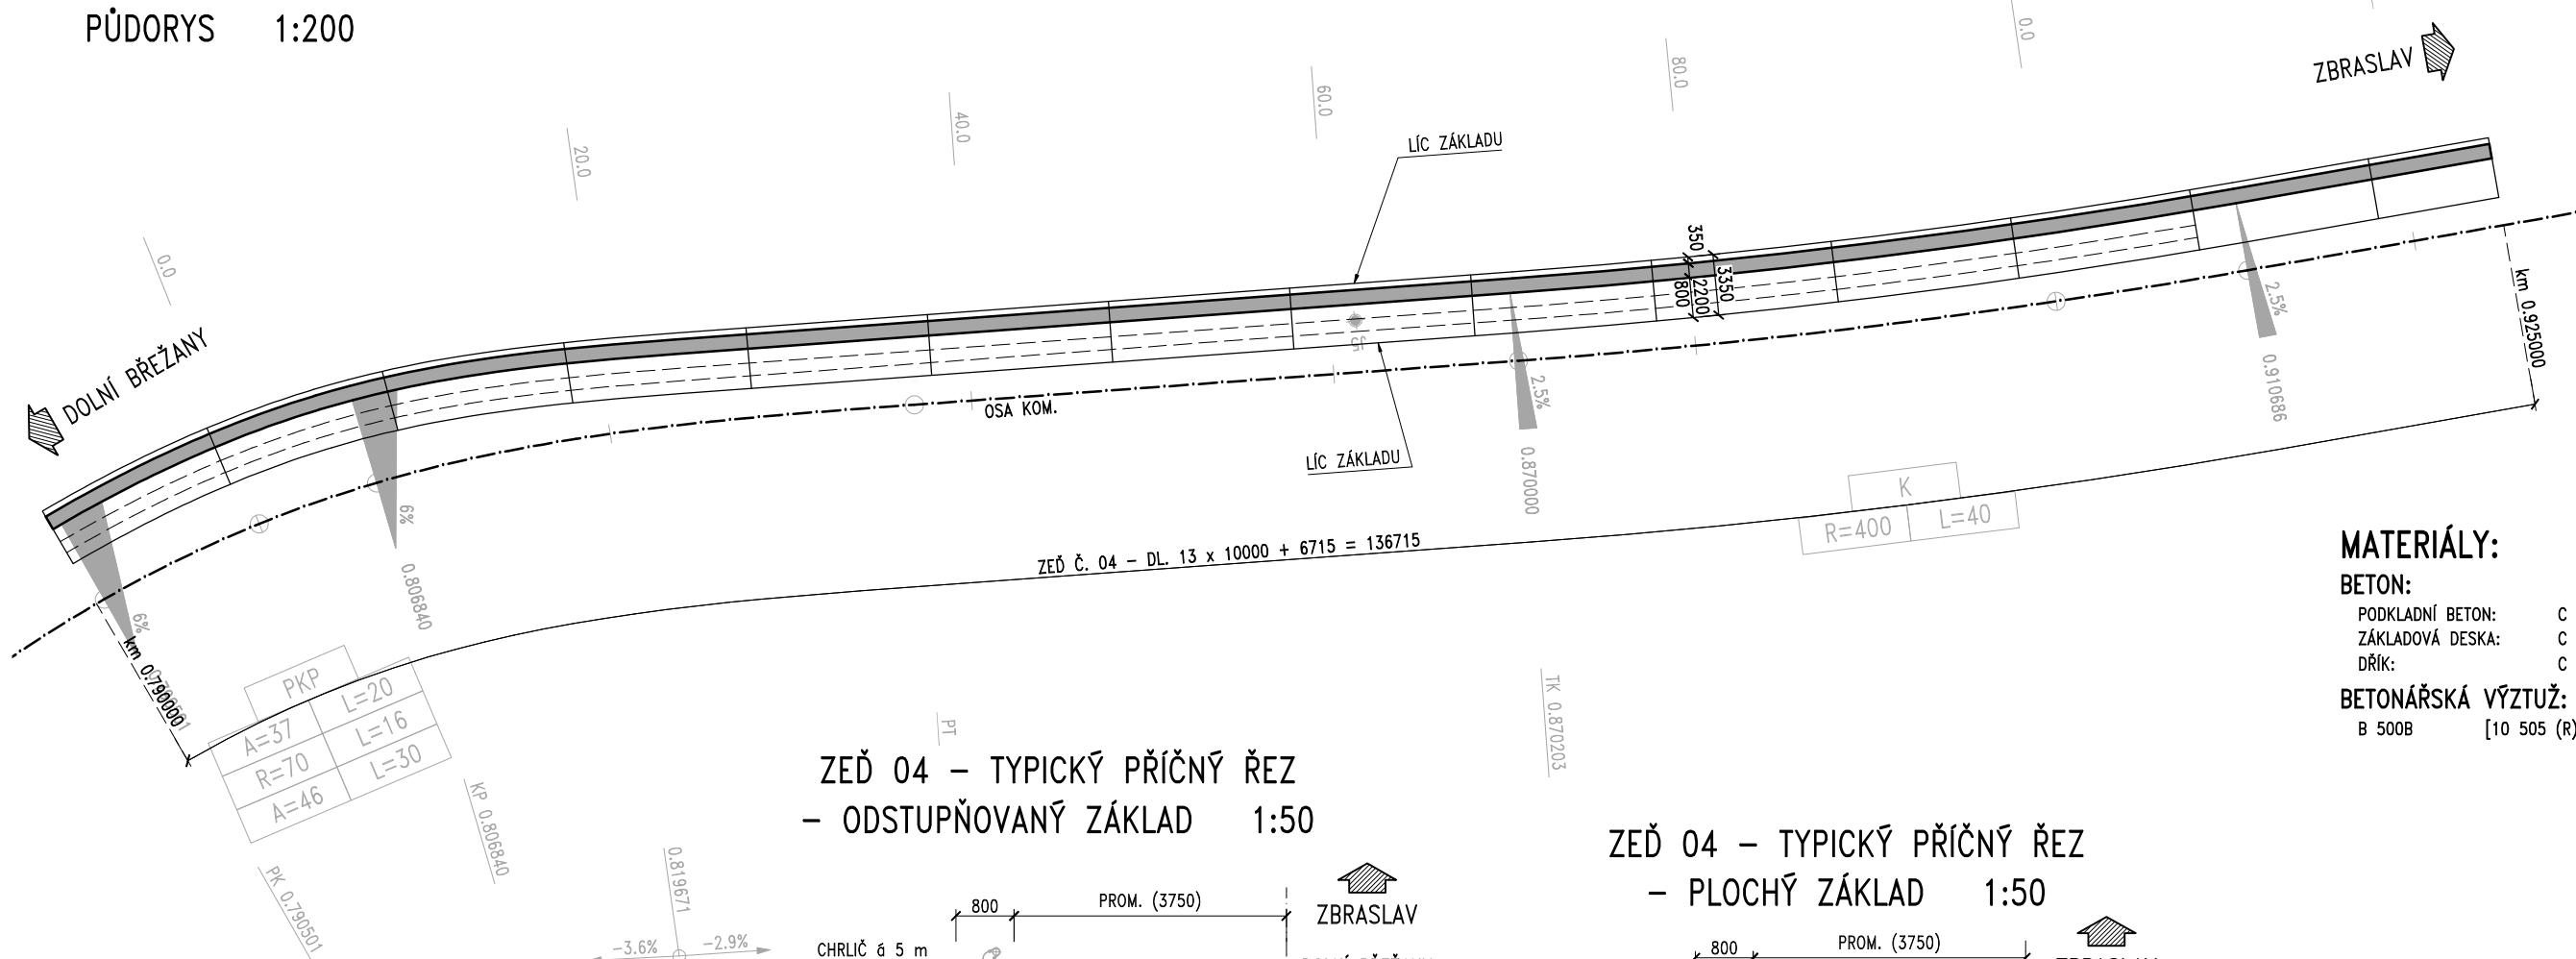 PŮDORYS 1:200
0.0
20.0
40.0
60.0
80.0
0.0
ZBRASLAV
DOLNÍ BŘEŽANY
LÍC ZÁKLADU
350
800
2200
3350
OSA KOM.
LÍC ZÁKLADU
6%
0.806840
6%
km 0.790000
2.5%
0.870000
2.5%
0.910686
km 0.925000
ZEĎ Č. 04 – DL. 13 x 10000 + 6715 = 136715
K
R=400 L=40
PKP
A=37 L=20
R=70 L=16
A=46 L=30
PT
TK 0.870203
KP 0.806840
PK 0.790501
0.819671
-3.6% -2.9%
MATERIÁLY:
BETON:
PODKLADNÍ BETON: C
ZÁKLADOVÁ DESKA: C
DŘÍK: C
BETONÁŘSKÁ VÝZTUŽ:
B 500B [10 505 (R)
ZEĎ 04 – TYPICKÝ PŘÍČNÝ ŘEZ
– ODSTUPŇOVANÝ ZÁKLAD 1:50
800
PROM. (3750)
ZBRASLAV
CHRLIČ á 5 m
ZEĎ 04 – TYPICKÝ PŘÍČNÝ ŘEZ
– PLOCHÝ ZÁKLAD 1:50
800
PROM. (3750)